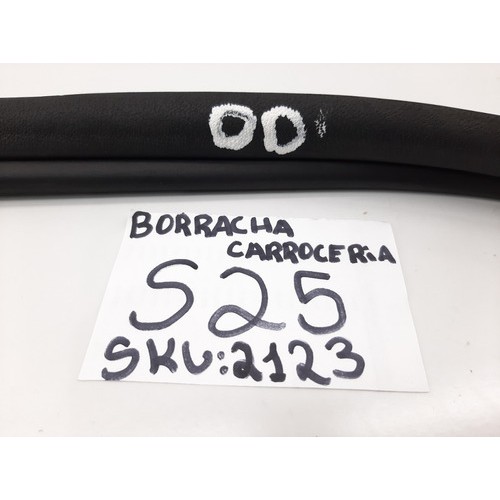 OD
BORRACHA
CARROCERiA
S25
SKU:2123